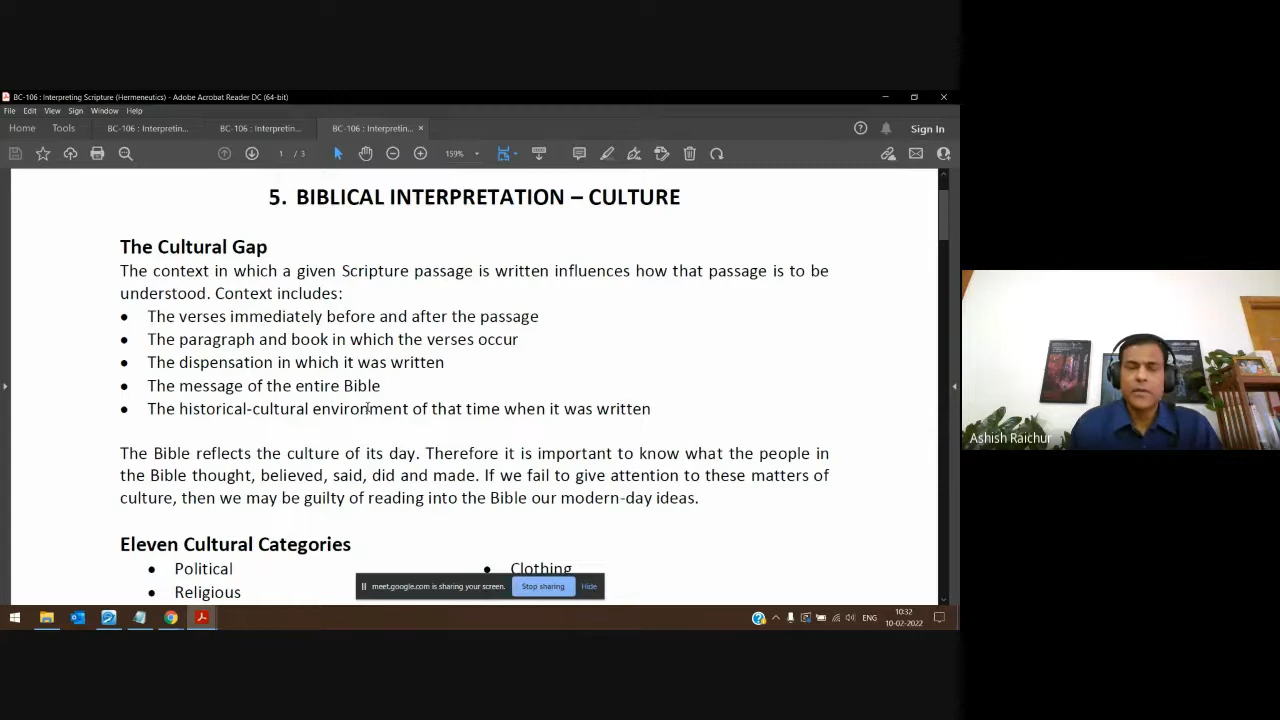 BC-106 : Interpreting Scripture (Hermeneutics) - Adobe Acrobat Reader DC (64-bit)
File Edit View Sign Window Help
Home Tools BC-106 : Interpretin... BC-106 : Interpretin... BC-106 : Interpretin... × Sign In
1 / 3 159%
5. BIBLICAL INTERPRETATION – CULTURE
The Cultural Gap
The context in which a given Scripture passage is written influences how that passage is to be
understood. Context includes:
• The verses immediately before and after the passage
• The paragraph and book in which the verses occur
• The dispensation in which it was written
• The message of the entire Bible
• The historical-cultural environment of that time when it was written
The Bible reflects the culture of its day. Therefore it is important to know what the people in
the Bible thought, believed, said, did and made. If we fail to give attention to these matters of
culture, then we may be guilty of reading into the Bible our modern-day ideas.
Eleven Cultural Categories
• Political • Clothing
• Religious
meet.google.com is sharing your screen. Stop sharing Hide
ENG 10:32
10-02-2022
Ashish Raichur